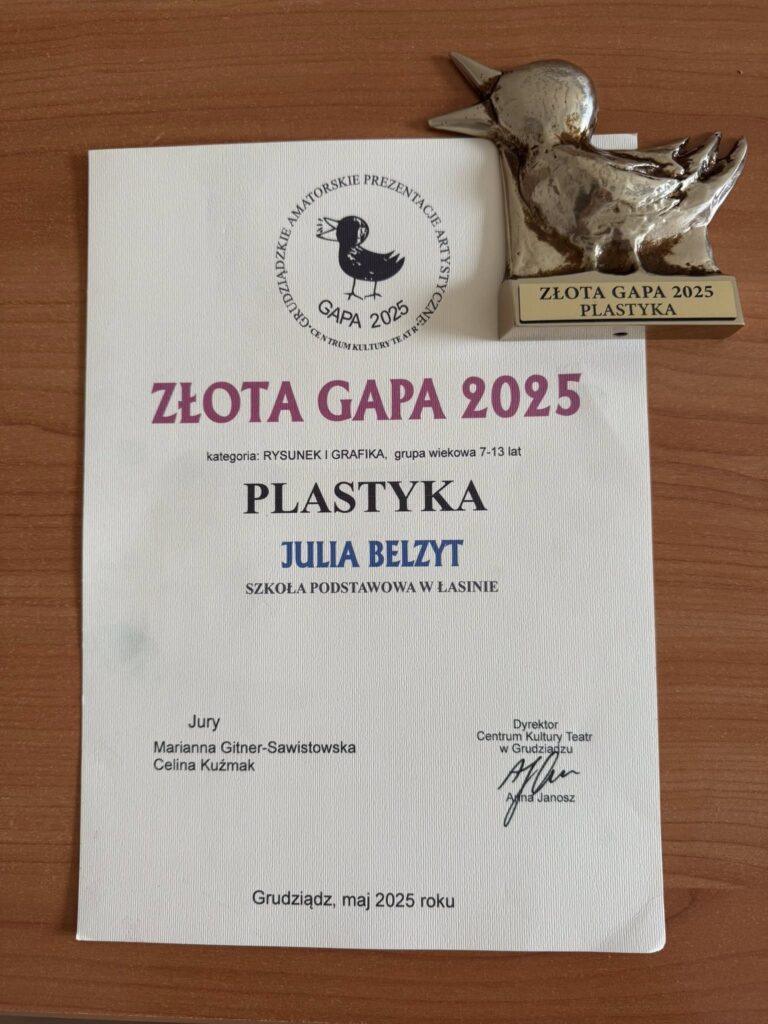 GRUDZIĄDZKIE AMATORSKIE PREZENTACJE ARTYSTYCZNE
GAPA 2025
CENTRUM KULTURY TEATR
ZŁOTA GAPA 2025
PLASTYKA
ZŁOTA GAPA 2025
kategoria: RYSUNEK I GRAFIKA, grupa wiekowa 7-13 lat
PLASTYKA
JULIA BELZYT
SZKOŁA PODSTAWOWA W ŁASINIE
Jury
Marianna Gitner-Sawistowska
Celina Kuźmak
Dyrektor
Centrum Kultury Teatr
w Grudziądzu
Anna Janosz
Grudziądz, maj 2025 roku